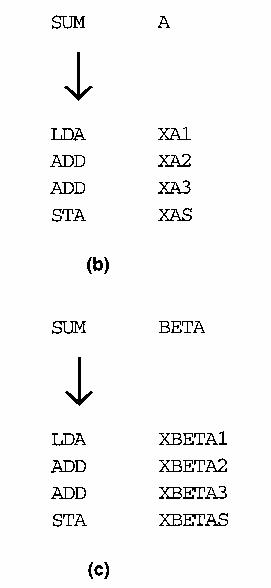 SUM A
LDA XA1
ADD XA2
ADD XA3
STA XAS
(b)
SUM BETA
LDA XBETA1
ADD XBETA2
ADD XBETA3
STA XBETAS
(c)